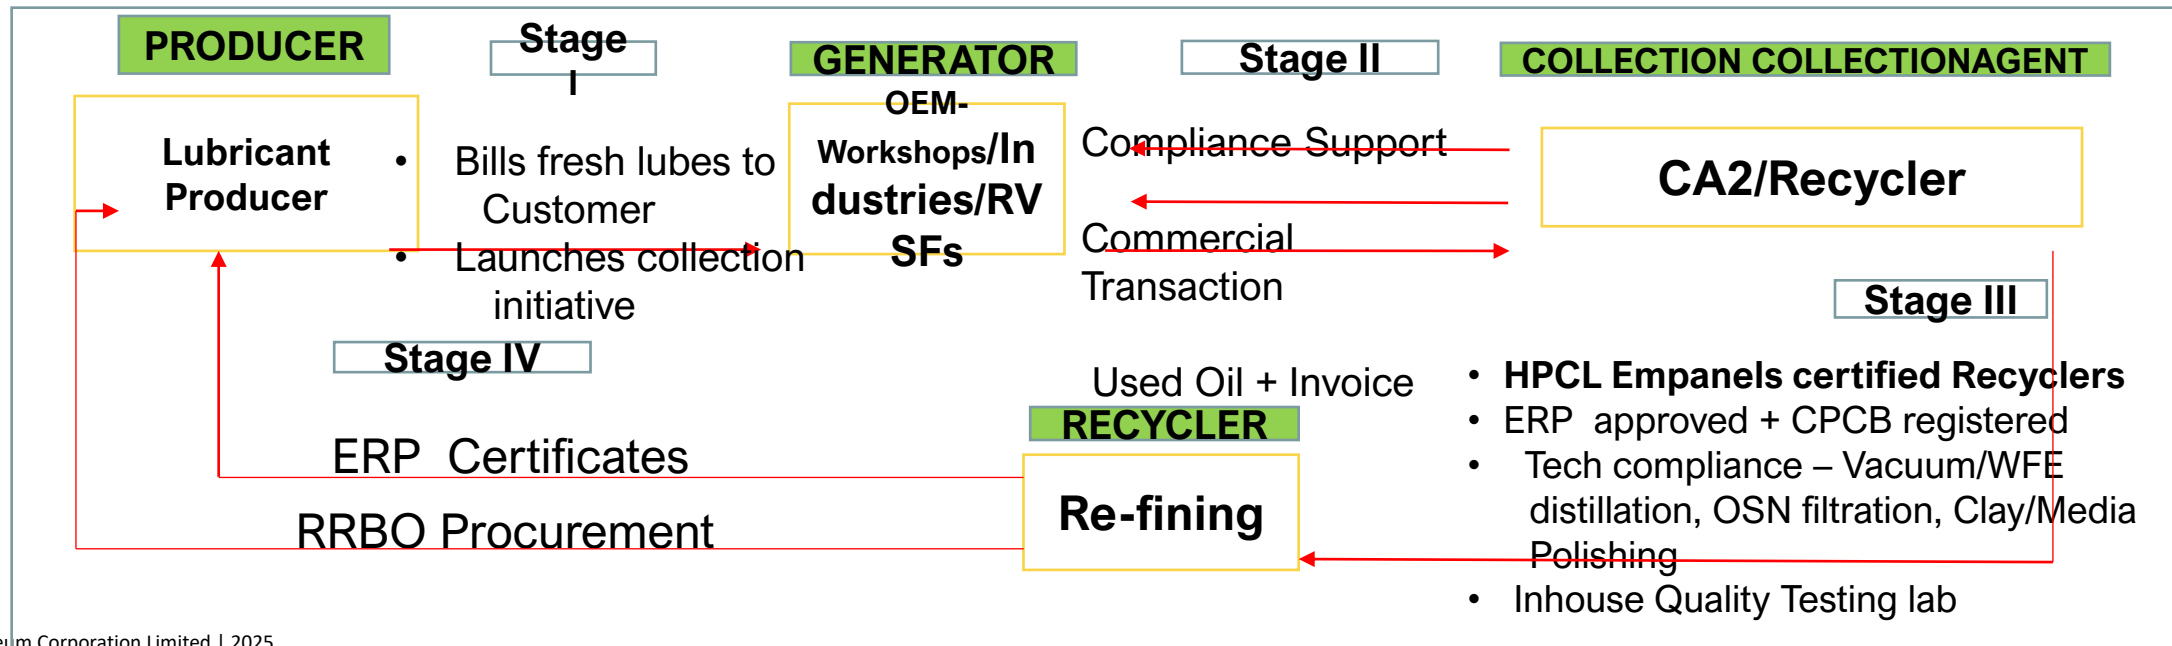 PRODUCER
Stage
I
GENERATOR
Stage II
COLLECTION COLLECTIONAGENT
Lubricant
Producer
• Bills fresh lubes to
Customer
• Launches collection
initiative
OEM-
Workshops/In
dustries/RV
SFs
Compliance Support
Commercial
Transaction
CA2/Recycler
Stage III
Stage IV
Used Oil + Invoice
RECYCLER
Re-fining
ERP Certificates
RRBO Procurement
• HPCL Empanels certified Recyclers
• ERP approved + CPCB registered
• Tech compliance – Vacuum/WFE
distillation, OSN filtration, Clay/Media
Polishing
• Inhouse Quality Testing lab
um Corporation Limited | 2025